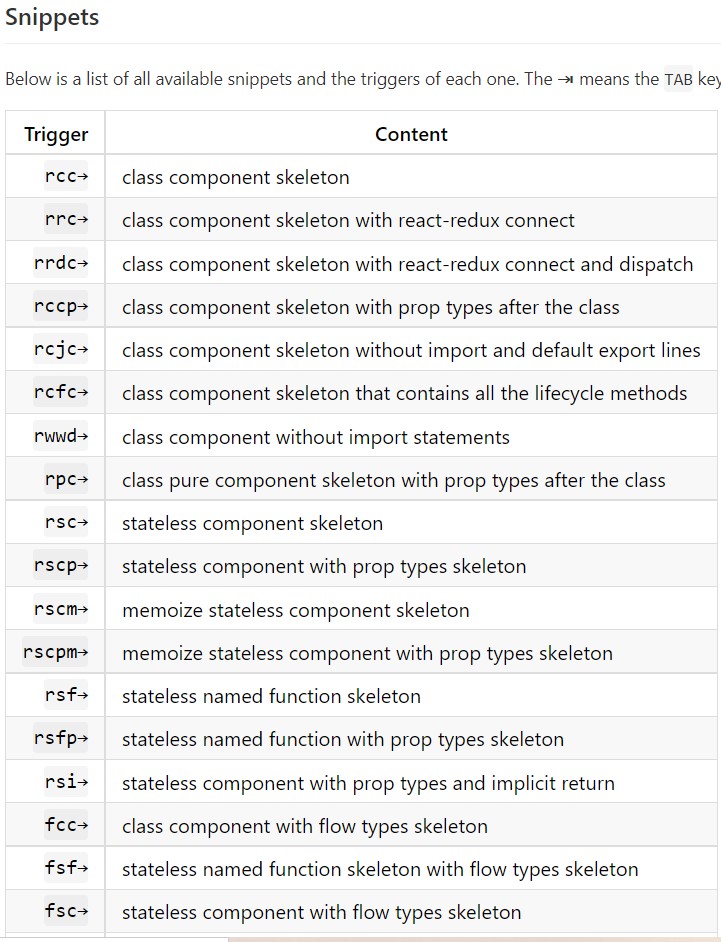 Snippets
Below is a list of all available snippets and the triggers of each one. The ⇥ means the TAB key
Trigger Content
rcc→ class component skeleton
rrc→ class component skeleton with react-redux connect
rrdc→ class component skeleton with react-redux connect and dispatch
rccp→ class component skeleton with prop types after the class
rcjc→ class component skeleton without import and default export lines
rcfc→ class component skeleton that contains all the lifecycle methods
rwwd→ class component without import statements
rpc→ class pure component skeleton with prop types after the class
rsc→ stateless component skeleton
rscp→ stateless component with prop types skeleton
rscm→ memoize stateless component skeleton
rscpm→ memoize stateless component with prop types skeleton
rsf→ stateless named function skeleton
rsfp→ stateless named function with prop types skeleton
rsi→ stateless component with prop types and implicit return
fcc→ class component with flow types skeleton
fsf→ stateless named function skeleton with flow types skeleton
fsc→ stateless component with flow types skeleton